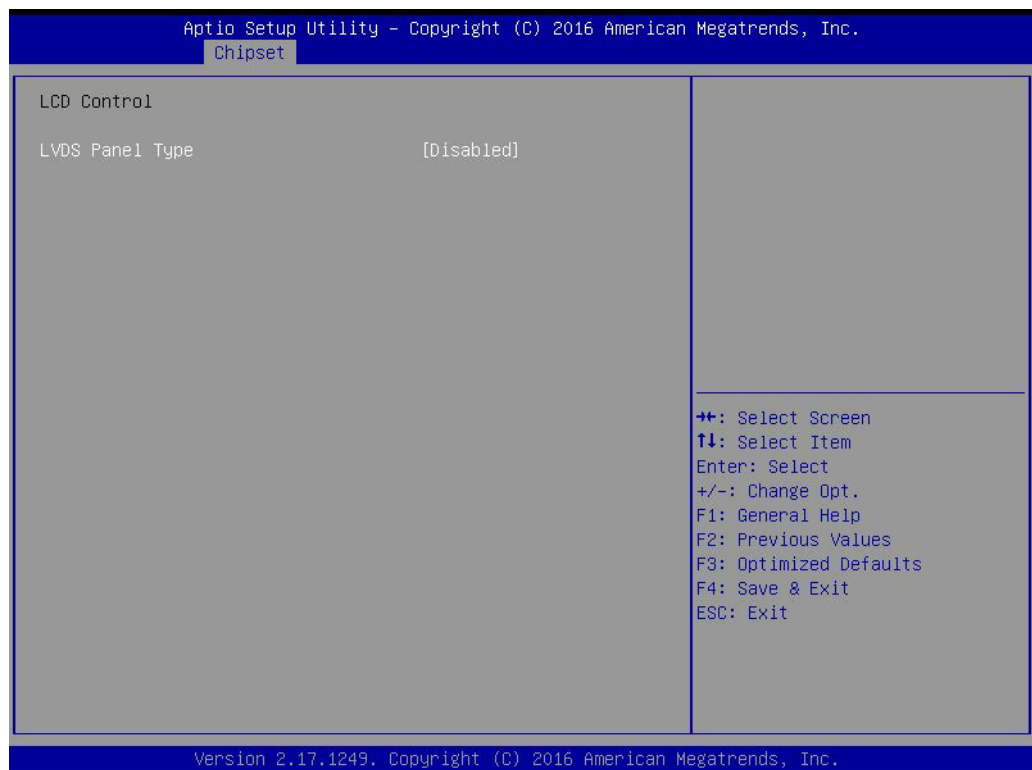 Aptio Setup Utility – Copyright (C) 2016 American Megatrends, Inc.
Chipset
LCD Control
LVDS Panel Type [Disabled]
→←: Select Screen
↑↓: Select Item
Enter: Select
+/-: Change Opt.
F1: General Help
F2: Previous Values
F3: Optimized Defaults
F4: Save & Exit
ESC: Exit
Version 2.17.1249. Copyright (C) 2016 American Megatrends, Inc.